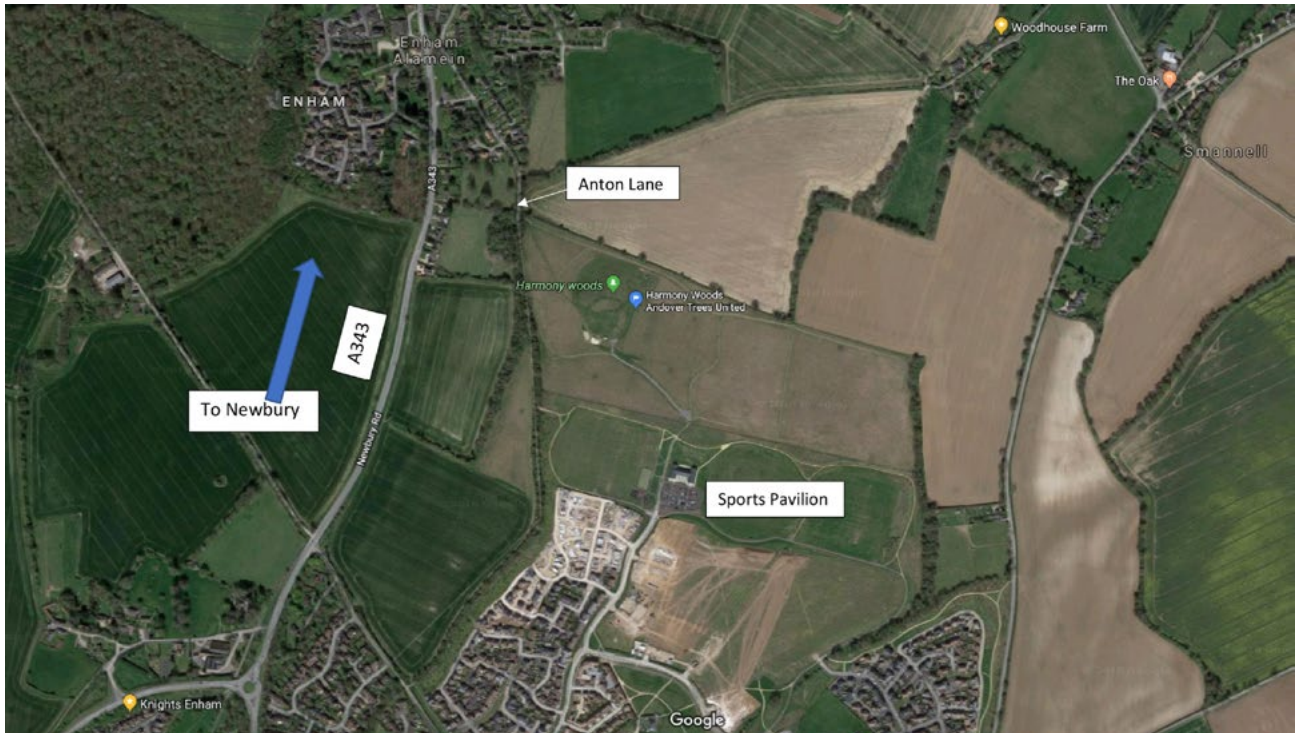 Woodhouse Farm
Enham
Alamein
The Oak
ENHAM
Smannell
A343
Anton Lane
Harmony woods
Harmony Woods
Andover Trees United
A343
To Newbury
Newbury Rd
Sports Pavilion
Knights Enham
Google